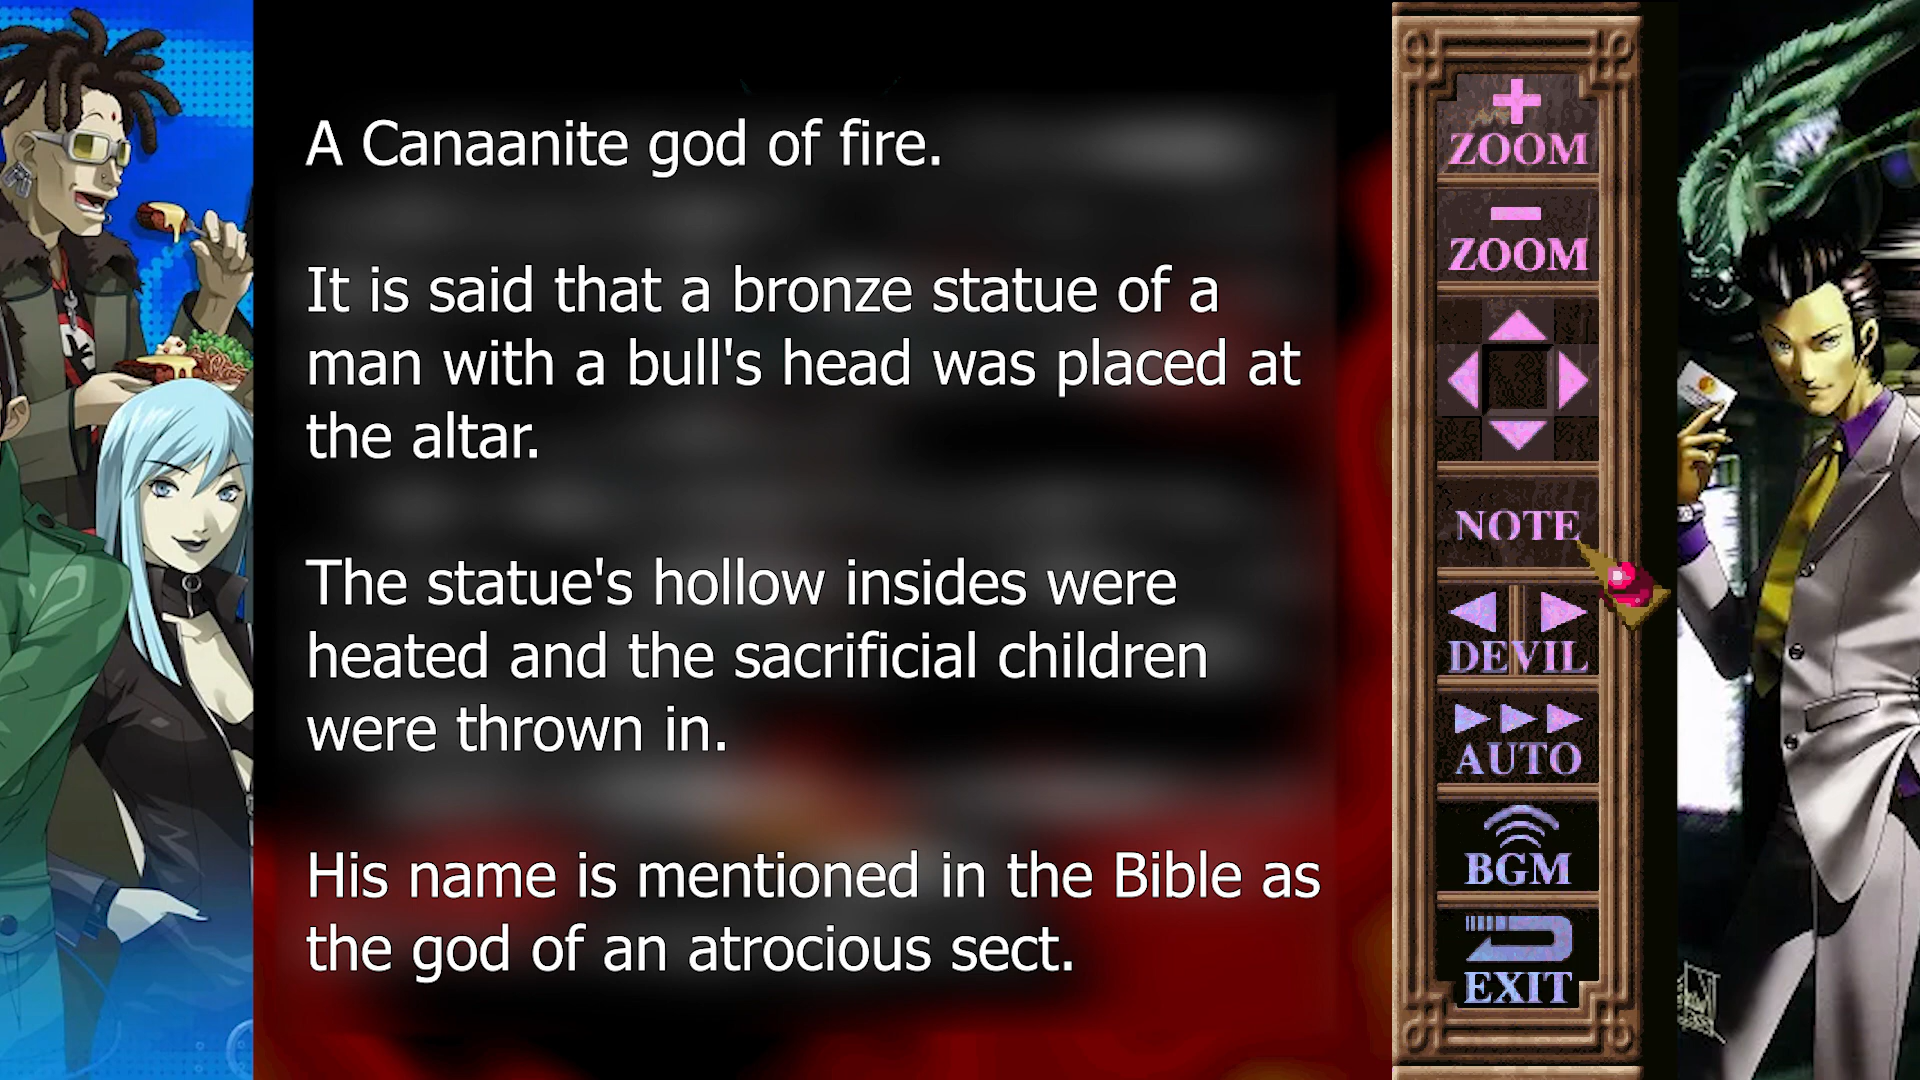 A Canaanite god of fire.
It is said that a bronze statue of a
man with a bull's head was placed at
the altar.
The statue's hollow insides were
heated and the sacrificial children
were thrown in.
His name is mentioned in the Bible as
the god of an atrocious sect.
ZOOM
ZOOM
NOTE
DEVIL
AUTO
BGM
EXIT